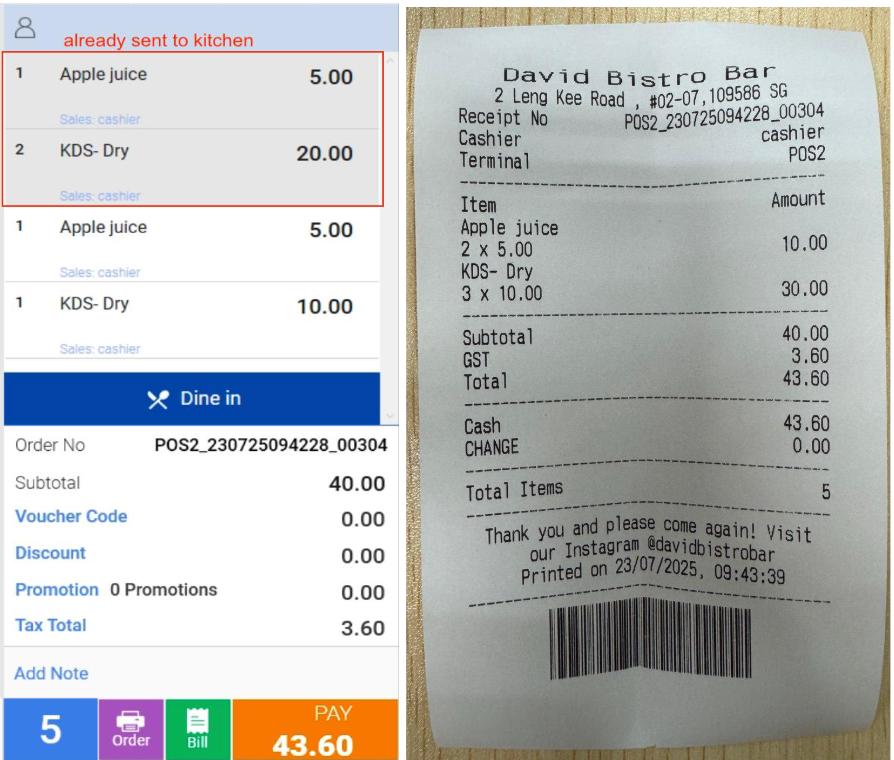 already sent to kitchen
1 Apple juice 5.00
Sales: cashier
2 KDS- Dry 20.00
Sales: cashier
1 Apple juice 5.00
Sales: cashier
1 KDS- Dry 10.00
Sales: cashier
Dine in
Order No POS2_230725094228_00304
Subtotal 40.00
Voucher Code 0.00
Discount 0.00
Promotion 0 Promotions 0.00
Tax Total 3.60
Add Note
5 Order Bill PAY 43.60
David Bistro Bar
2 Leng Kee Road , #02-07,109586 SG
Receipt No POS2_230725094228_00304
Cashier cashier
Terminal POS2
Item Amount
Apple juice
2 x 5.00 10.00
KDS- Dry
3 x 10.00 30.00
Subtotal 40.00
GST 3.60
Total 43.60
Cash 43.60
CHANGE 0.00
Total Items 5
Thank you and please come again! Visit
our Instagram @davidbistrobar
Printed on 23/07/2025, 09:43:39